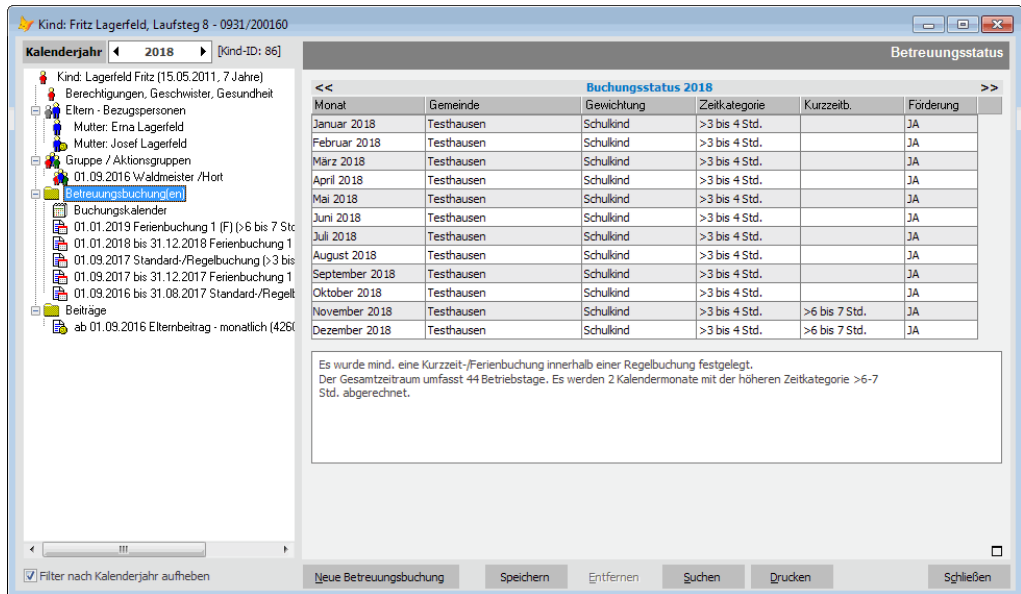 Kind: Fritz Lagerfeld, Laufsteg 8 - 0931/200160
Kalenderjahr 2018 [Kind-ID: 86]
Betreuungsstatus
Kind: Lagerfeld Fritz (15.05.2011, 7 Jahre)
Berechtigungen, Geschwister, Gesundheit
Eltern - Bezugspersonen
Mutter: Erna Lagerfeld
Mutter: Josef Lagerfeld
Gruppe / Aktionsgruppen
01.09.2016 Waldmeister /Hort
Betreuungsbuchung(en)
Buchungskalender
01.01.2019 Ferienbuchung 1 (F) (>6 bis 7 Std
01.01.2018 bis 31.12.2018 Ferienbuchung 1
01.09.2017 Standard-/Regelbuchung (>3 bis
01.09.2017 bis 31.12.2017 Ferienbuchung 1
01.09.2016 bis 31.08.2017 Standard-/Regelb
Beiträge
ab 01.09.2016 Elternbeitrag - monatlich (4260
Filter nach Kalenderjahr aufheben
<< Buchungsstatus 2018 >>
Monat Gemeinde Gewichtung Zeitkategorie Kurzzeitb. Förderung
Januar 2018 Testhausen Schulkind >3 bis 4 Std. JA
Februar 2018 Testhausen Schulkind >3 bis 4 Std. JA
März 2018 Testhausen Schulkind >3 bis 4 Std. JA
April 2018 Testhausen Schulkind >3 bis 4 Std. JA
Mai 2018 Testhausen Schulkind >3 bis 4 Std. JA
Juni 2018 Testhausen Schulkind >3 bis 4 Std. JA
Juli 2018 Testhausen Schulkind >3 bis 4 Std. JA
August 2018 Testhausen Schulkind >3 bis 4 Std. JA
September 2018 Testhausen Schulkind >3 bis 4 Std. JA
Oktober 2018 Testhausen Schulkind >3 bis 4 Std. JA
November 2018 Testhausen Schulkind >3 bis 4 Std. >6 bis 7 Std. JA
Dezember 2018 Testhausen Schulkind >3 bis 4 Std. >6 bis 7 Std. JA
Es wurde mind. eine Kurzzeit-/Ferienbuchung innerhalb einer Regelbuchung festgelegt.
Der Gesamtzeitraum umfasst 44 Betriebstage. Es werden 2 Kalendermonate mit der höheren Zeitkategorie >6-7
Std. abgerechnet.
Neue Betreuungsbuchung Speichern Entfernen Suchen Drucken Schließen